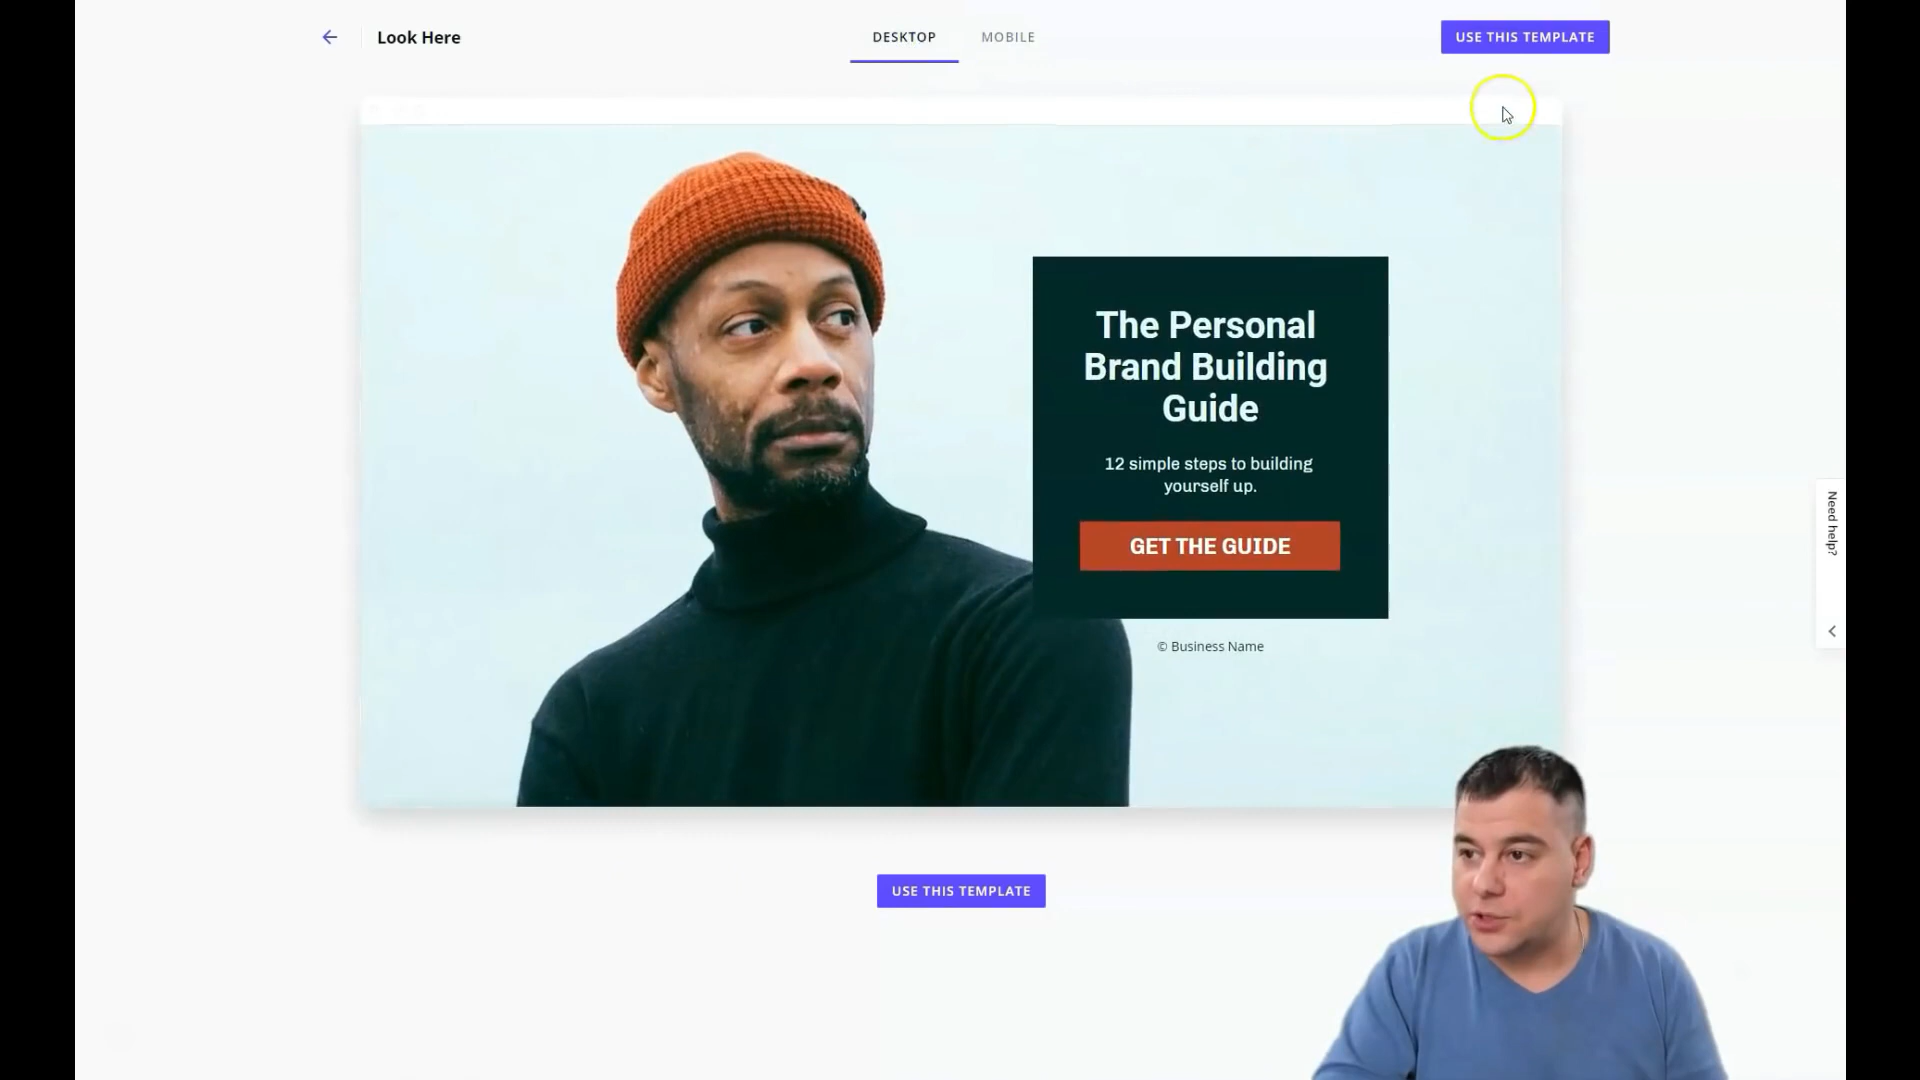 Look Here
DESKTOP
MOBILE
USE THIS TEMPLATE
The Personal
Brand Building
Guide
12 simple steps to building
yourself up.
GET THE GUIDE
© Business Name
Need help?
USE THIS TEMPLATE